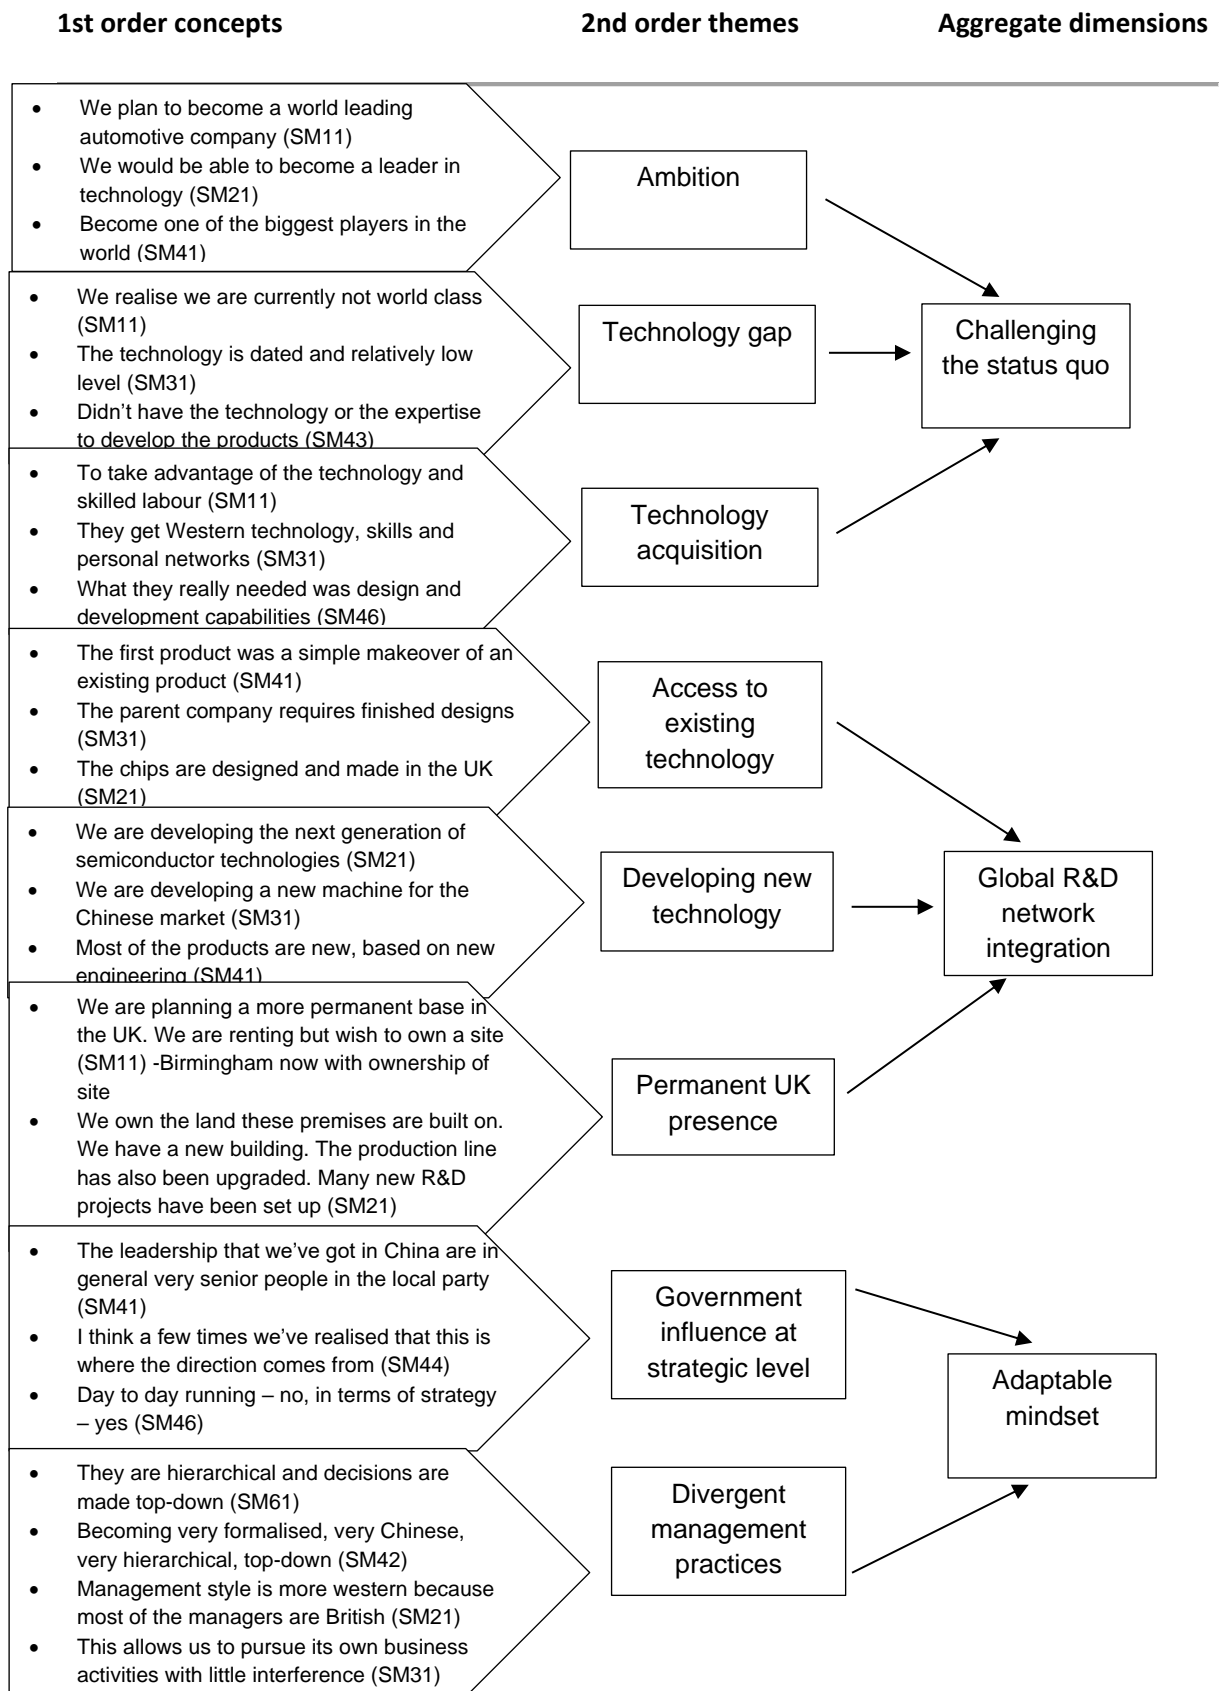 1st order concepts
2nd order themes
Aggregate dimensions
• We plan to become a world leading
automotive company (SM11)
• We would be able to become a leader in
technology (SM21)
• Become one of the biggest players in the
world (SM41)
Ambition
• We realise we are currently not world class
(SM11)
• The technology is dated and relatively low
level (SM31)
• Didn’t have the technology or the expertise
to develop the products (SM43)
Technology gap
Challenging
the status quo
• To take advantage of the technology and
skilled labour (SM11)
• They get Western technology, skills and
personal networks (SM31)
• What they really needed was design and
development capabilities (SM46)
Technology
acquisition
• The first product was a simple makeover of an
existing product (SM41)
• The parent company requires finished designs
(SM31)
• The chips are designed and made in the UK
(SM21)
Access to
existing
technology
• We are developing the next generation of
semiconductor technologies (SM21)
• We are developing a new machine for the
Chinese market (SM31)
• Most of the products are new, based on new
engineering (SM41)
Developing new
technology
Global R&D
network
integration
• We are planning a more permanent base in
the UK. We are renting but wish to own a site
(SM11) -Birmingham now with ownership of
site
• We own the land these premises are built on.
We have a new building. The production line
has also been upgraded. Many new R&D
projects have been set up (SM21)
Permanent UK
presence
• The leadership that we’ve got in China are in
general very senior people in the local party
(SM41)
• I think a few times we’ve realised that this is
where the direction comes from (SM44)
• Day to day running – no, in terms of strategy
– yes (SM46)
Government
influence at
strategic level
Adaptable
mindset
• They are hierarchical and decisions are
made top-down (SM61)
• Becoming very formalised, very Chinese,
very hierarchical, top-down (SM42)
• Management style is more western because
most of the managers are British (SM21)
• This allows us to pursue its own business
activities with little interference (SM31)
Divergent
management
practices